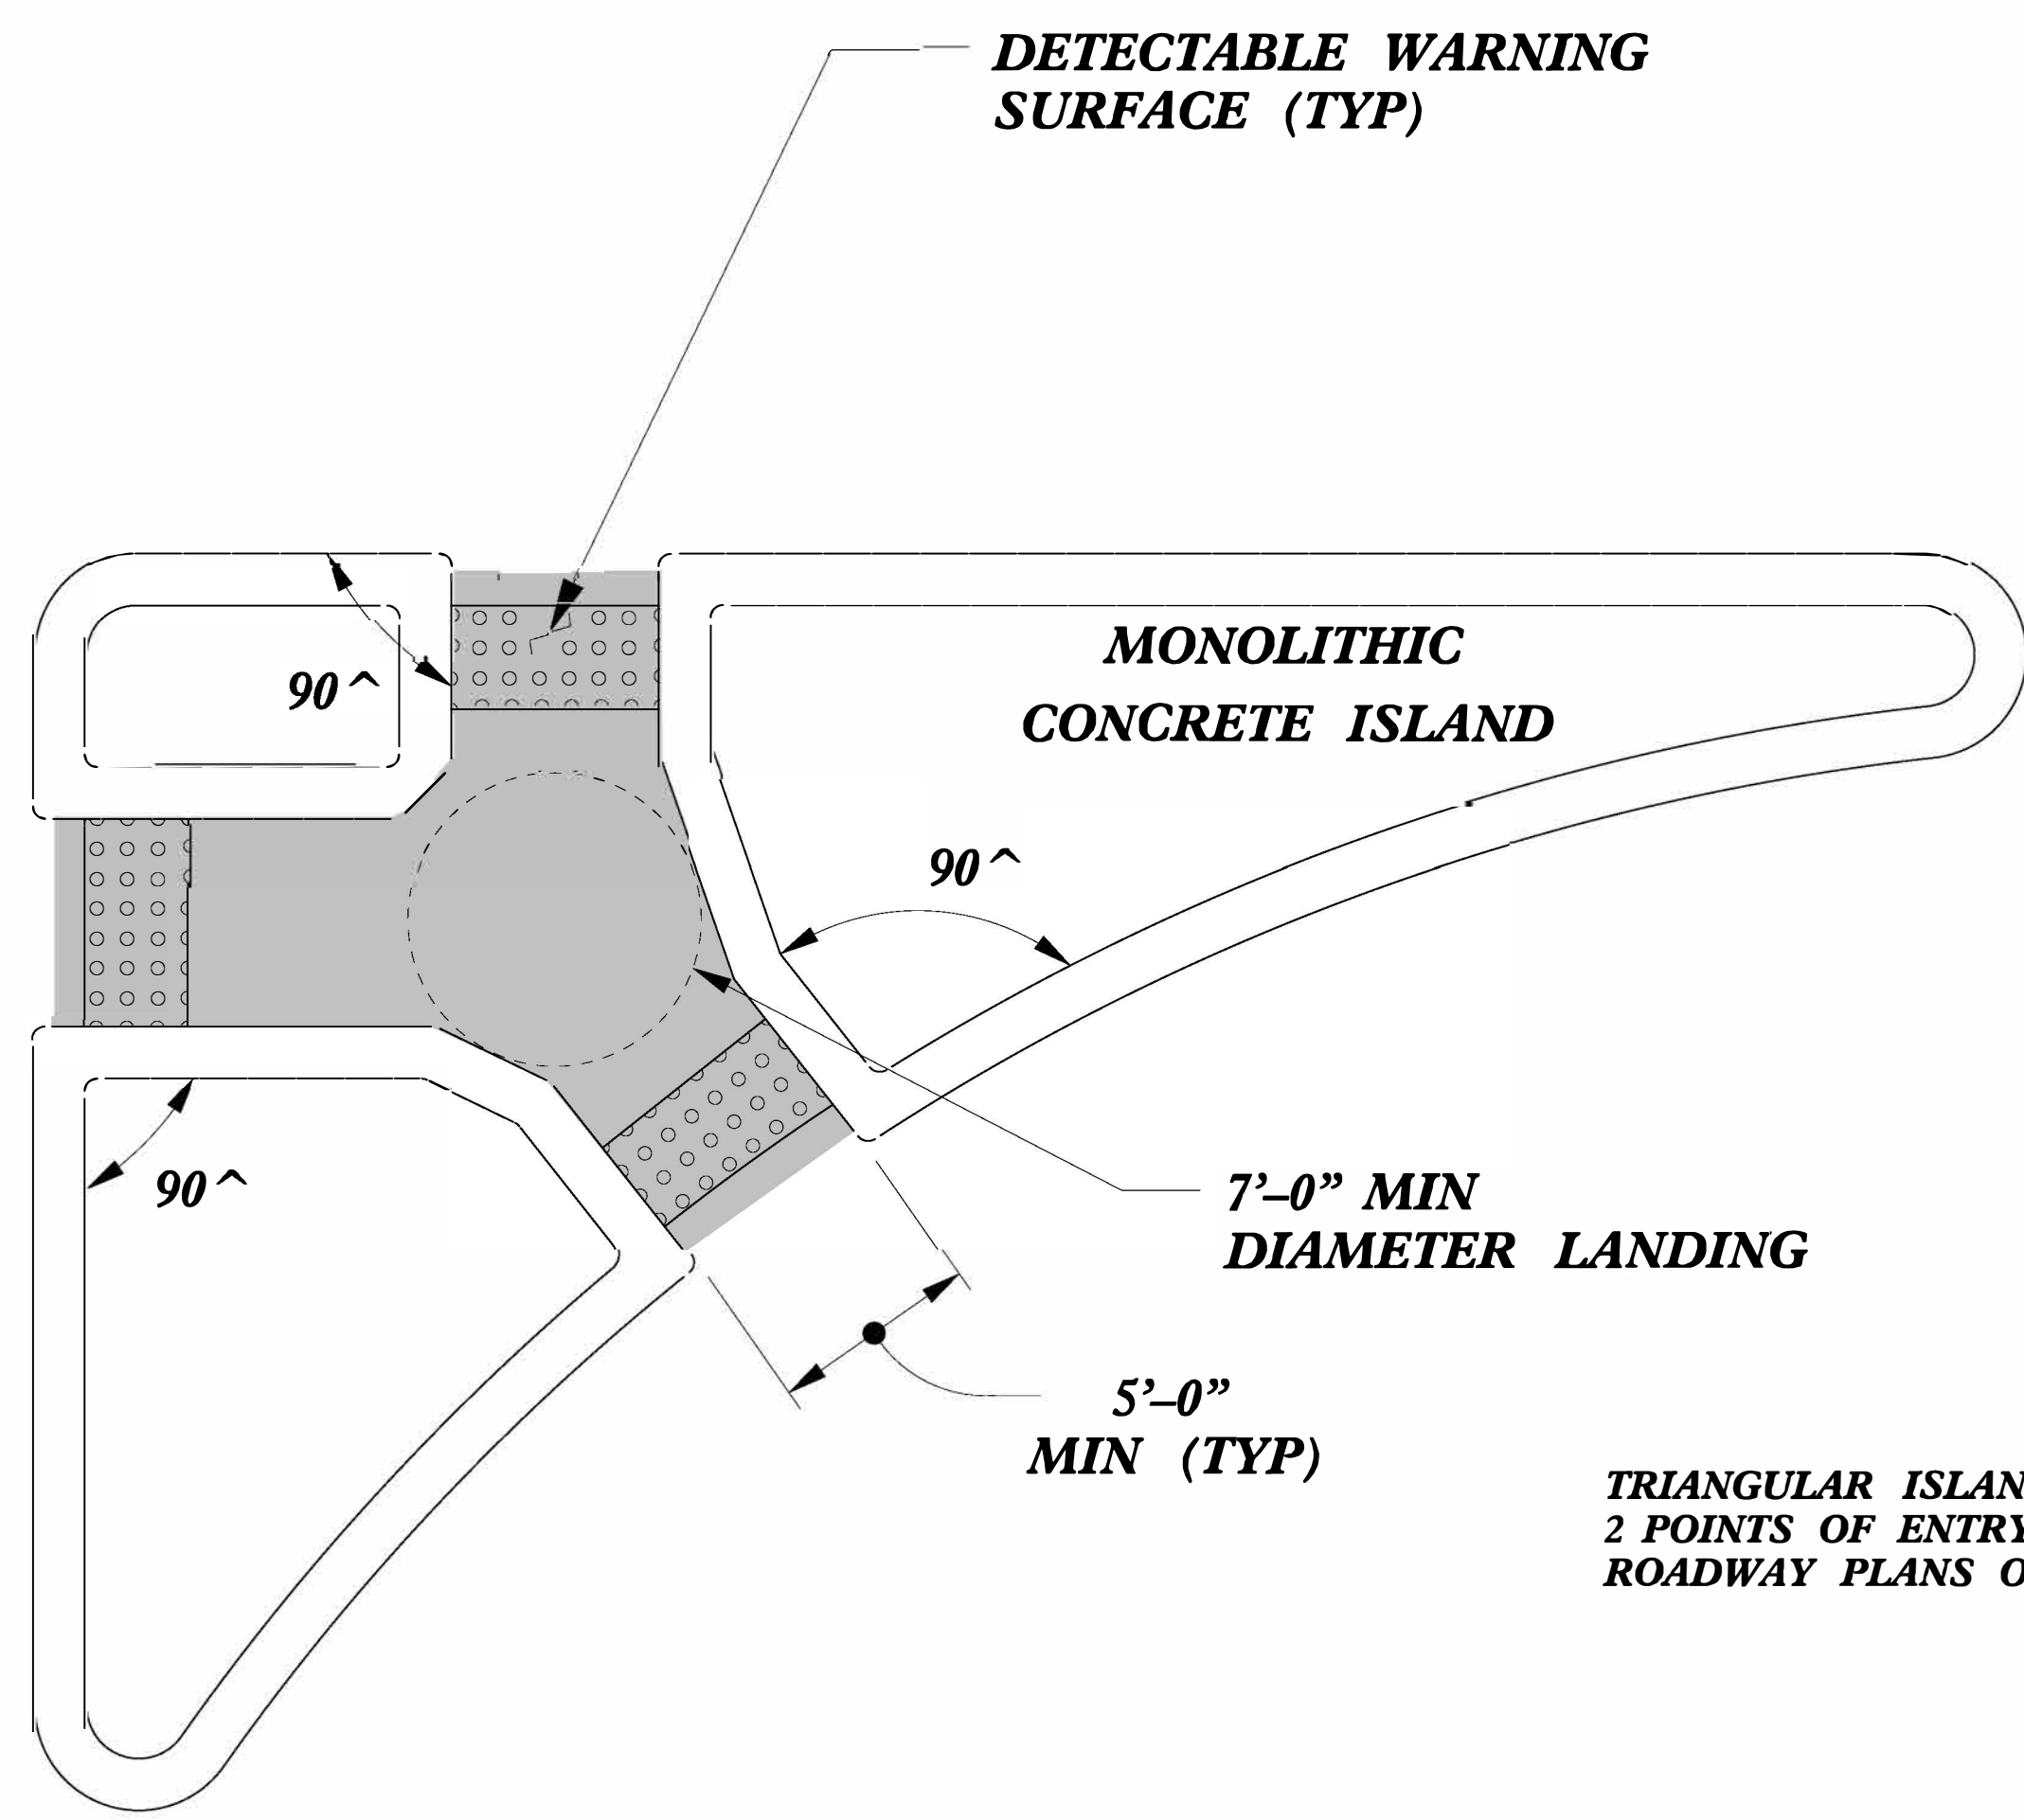 DETECTABLE WARNING
SURFACE (TYP)
MONOLITHIC
CONCRETE ISLAND
90^
90^
90^
7'–0" MIN
DIAMETER LANDING
5'–0"
MIN (TYP)
TRIANGULAR ISLAN
2 POINTS OF ENTRY
ROADWAY PLANS O